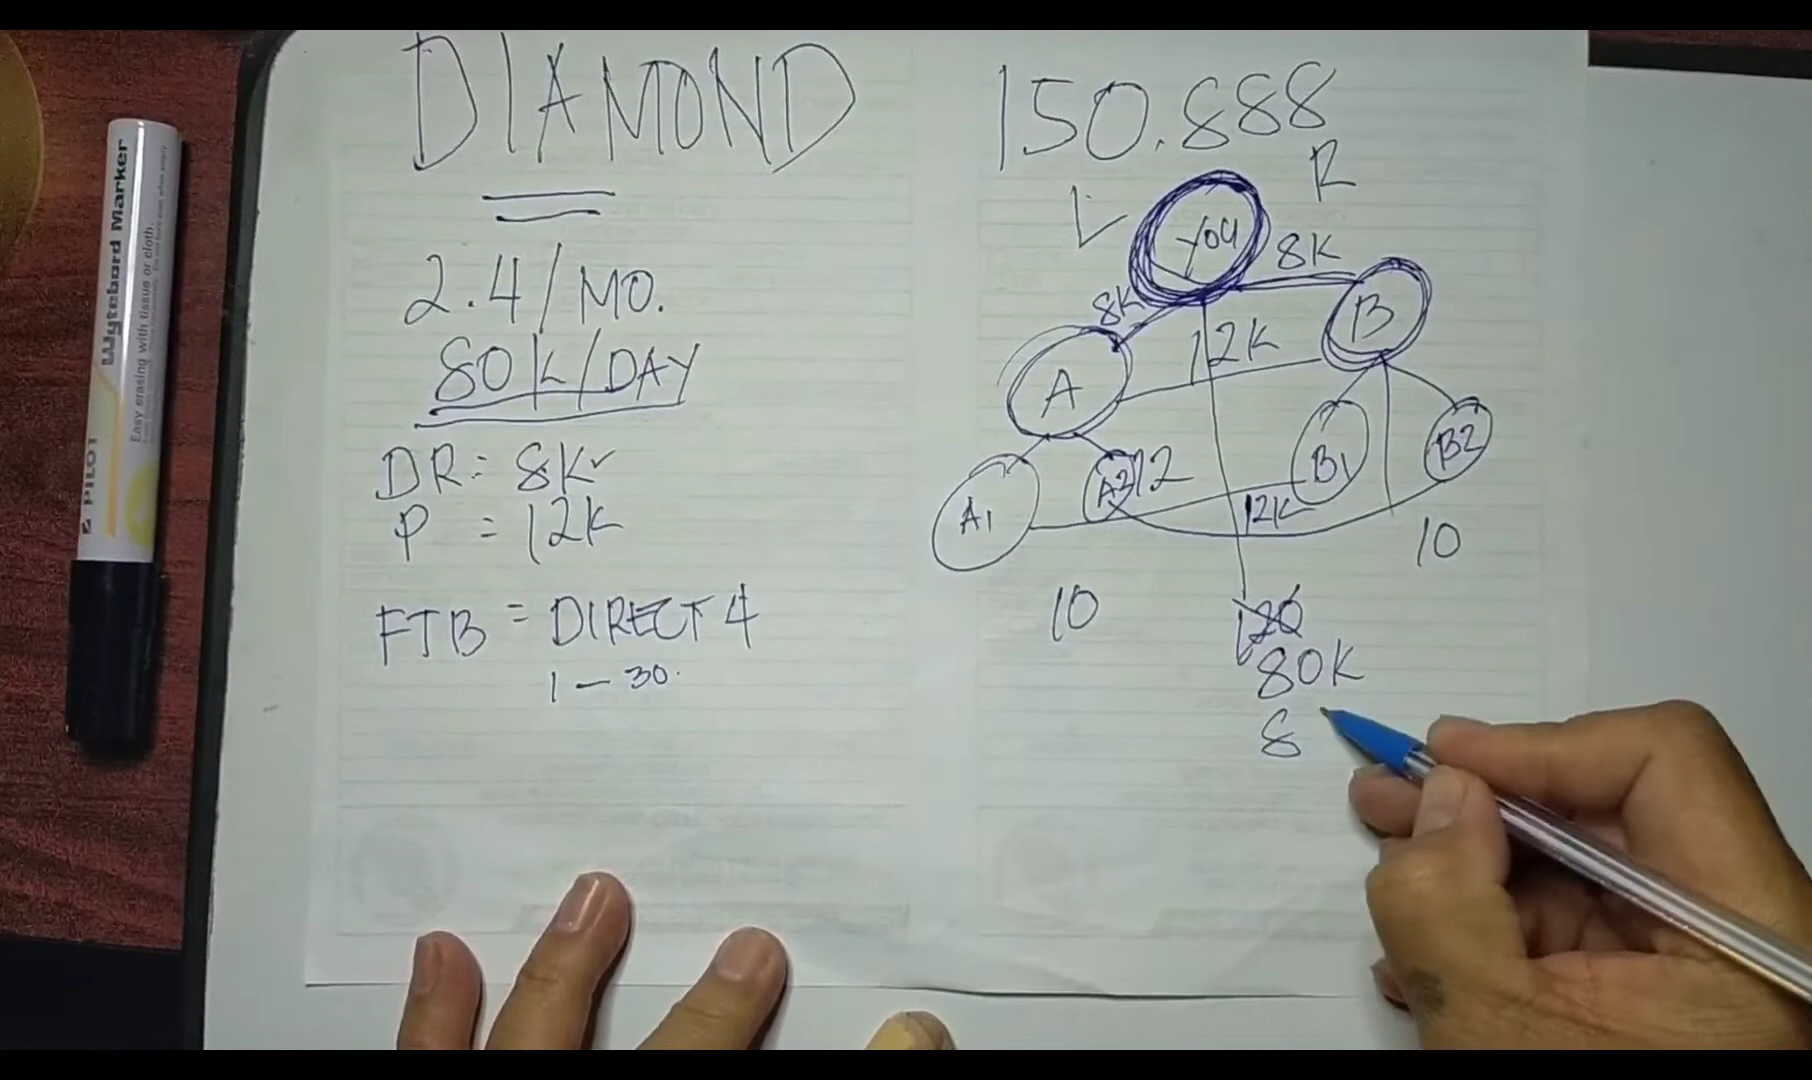 DIAMOND
2.4/MO.
80K/DAY
DR: 8K✓
P = 12K
FTB = DIRECT 4
1 — 30.
150.888
L
R
YOU
8K
8K
B
12K
A
B2
B1
A2
12
A1
12K
10
10
120
80K
8
PILOT
Wytebord Marker
Easy erasing with tissue or cloth.